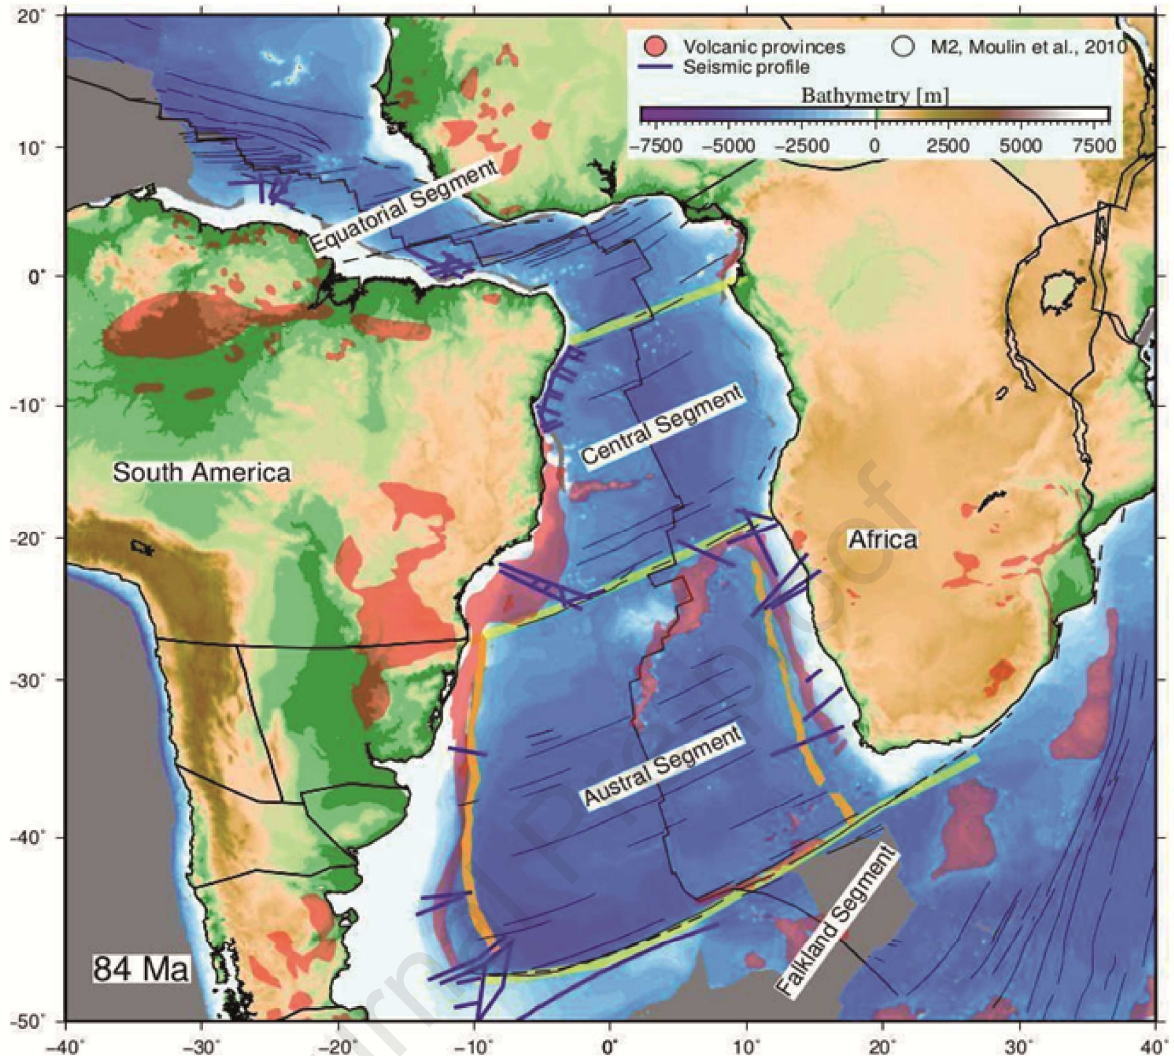 Volcanic provinces
M2, Moulin et al., 2010
Seismic profile
Bathymetry [m]
−7500 −5000 −2500 0 2500 5000 7500
20°
10°
0°
−10°
−20°
−30°
−40°
−50°
−40° −30° −20° −10° 0° 10° 20° 30° 40°
Equatorial Segment
Central Segment
South America
Africa
Austral Segment
Falkland Segment
84 Ma